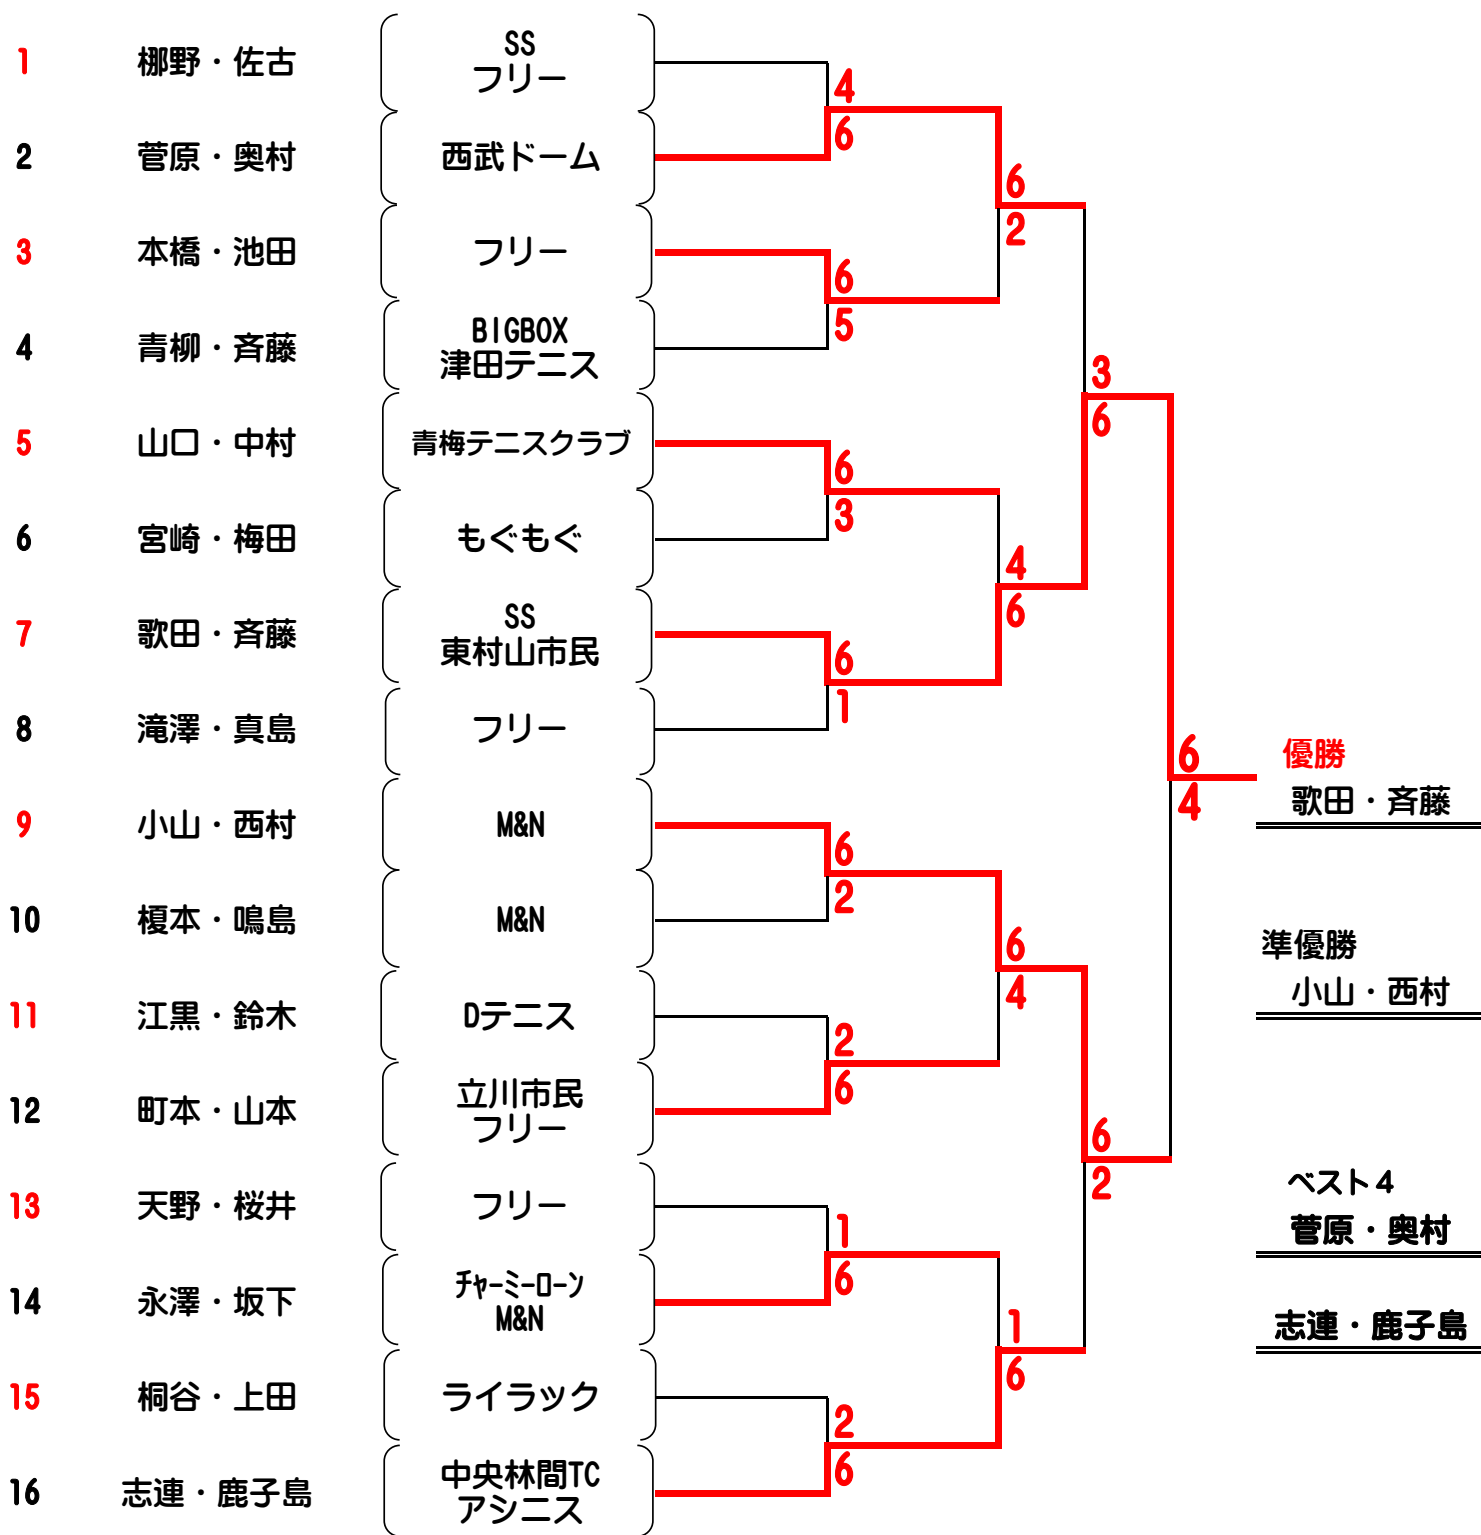 1 梛野・佐古 SS
フリー
4
6
2 菅原・奥村 西武ドーム
6
2
3 本橋・池田 フリー
6
5
4 青柳・斉藤 BIGBOX
津田テニス
3
6
5 山口・中村 青梅テニスクラブ
6
3
6 宮崎・梅田 もぐもぐ
4
6
7 歌田・斉藤 SS
東村山市民
6
1
8 滝澤・真島 フリー
6
4
優勝
歌田・斉藤
9 小山・西村 M&N
6
2
10 榎本・鳴島 M&N
6
4
準優勝
小山・西村
11 江黒・鈴木 Dテニス
2
6
12 町本・山本 立川市民
フリー
6
2
13 天野・桜井 フリー
1
6
ベスト4
菅原・奥村
14 永澤・坂下 チャーミーローン
M&N
1
6
志連・鹿子島
15 桐谷・上田 ライラック
2
6
16 志連・鹿子島 中央林間TC
アシニス